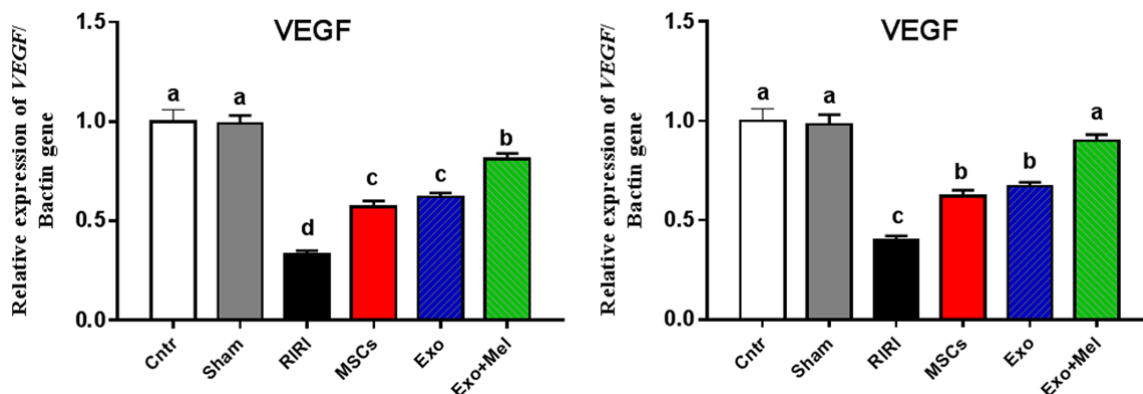 VEGF
Relative expression of VEGF/
Bactin gene
1.5
1.0
0.5
0.0
a
a
d
c
c
b
Cntr
Sham
RIRI
MSCs
Exo
Exo+Mel
VEGF
Relative expression of VEGF/
Bactin gene
1.5
1.0
0.5
0.0
a
a
c
b
b
a
Cntr
Sham
RIRI
MSCs
Exo
Exo+Mel